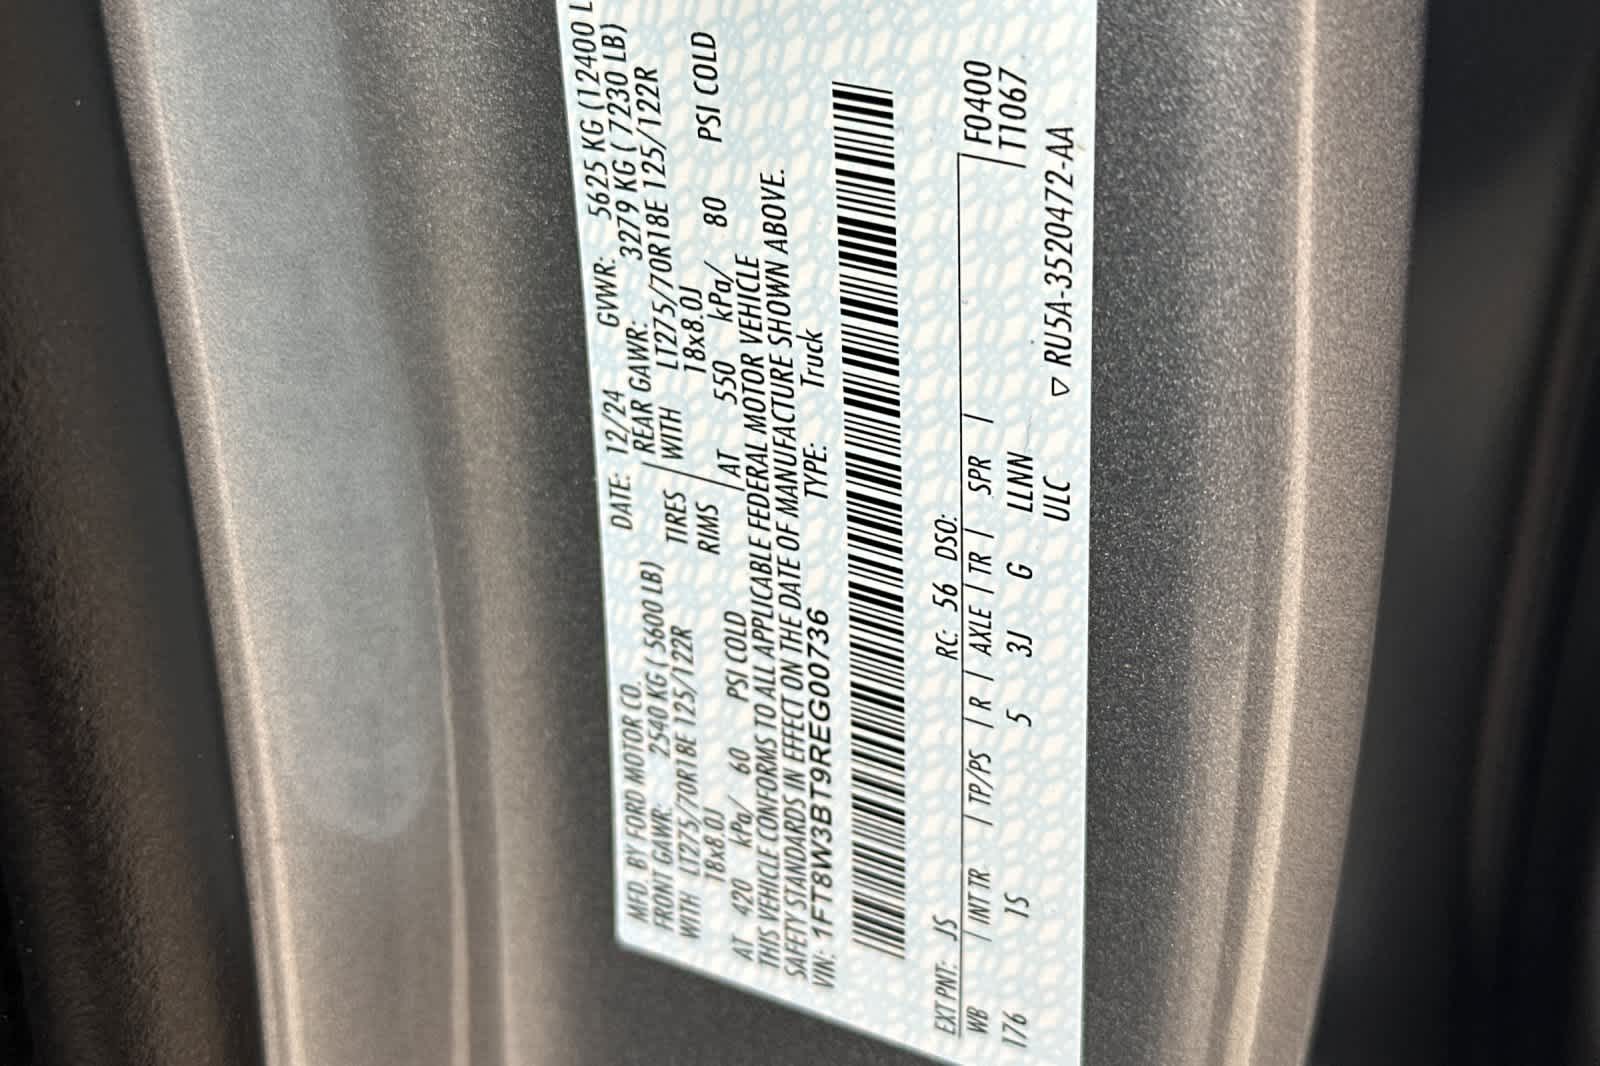 MFD. BY FORD MOTOR CO. DATE: 12/24 GVWR: 5625 KG (12400 L
FRONT GAWR: 2540 KG ( 5600 LB) REAR GAWR: 3279 KG ( 7230 LB)
WITH LT275/70R18E 125/122R TIRES WITH LT275/70R18E 125/122R
18x8.0J RIMS 18x8.0J
AT 420 kPa/ 60 PSI COLD AT 550 kPa/ 80 PSI COLD
THIS VEHICLE CONFORMS TO ALL APPLICABLE FEDERAL MOTOR VEHICLE
SAFETY STANDARDS IN EFFECT ON THE DATE OF MANUFACTURE SHOWN ABOVE.
VIN: 1FT8W3BT9REG00736 TYPE: Truck
EXT PNT: JS RC: 56 DSO:
WB | INT TR | TP/PS | R | AXLE | TR | SPR | F0400
176 1S 5 3J G LLNN T1067
ULC ▽ RU5A-3520472-AA